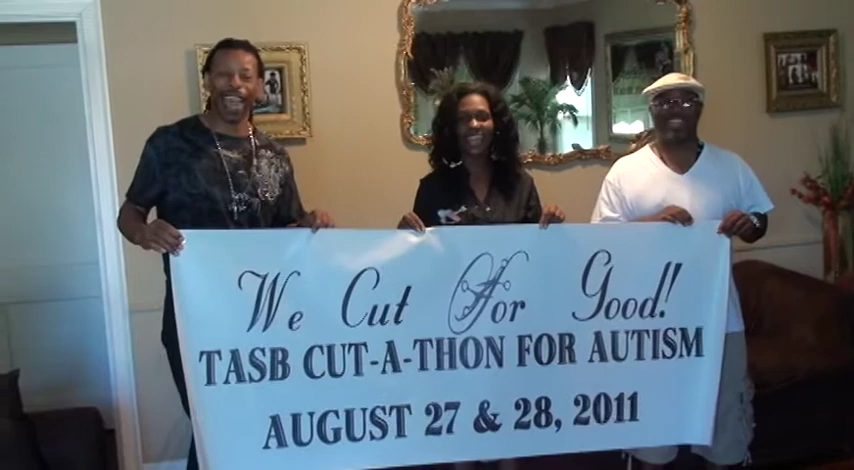 We Cut For Good!!
TASB CUT-A-THON FOR AUTISM
AUGUST 27 & 28, 2011